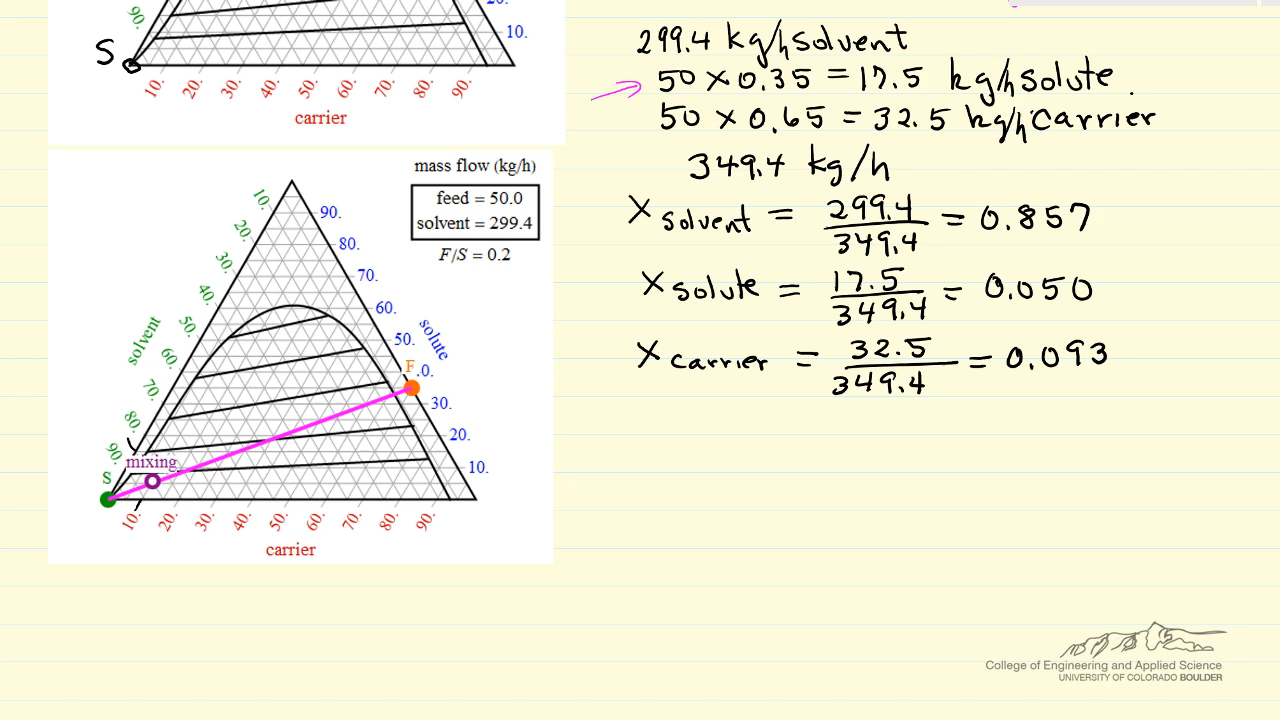 90.
20.
10.
S
10.
20.
30.
40.
50.
60.
70.
80.
90.
carrier
299.4 kg/h solvent
50 × 0.35 = 17.5 kg/h solute.
50 × 0.65 = 32.5 kg/h carrier
349.4 kg/h
x solvent = 299.4 / 349.4 = 0.857
x solute = 17.5 / 349.4 = 0.050
x carrier = 32.5 / 349.4 = 0.093
mass flow (kg/h)
feed = 50.0
solvent = 299.4
F/S = 0.2
10.
20.
30.
40.
50.
60.
70.
80.
90.
solvent
90.
80.
70.
60.
50.
.0.
30.
20.
10.
solute
F
mixing
S
10.
20.
30.
40.
50.
60.
70.
80.
90.
carrier
College of Engineering and Applied Science
UNIVERSITY OF COLORADO BOULDER